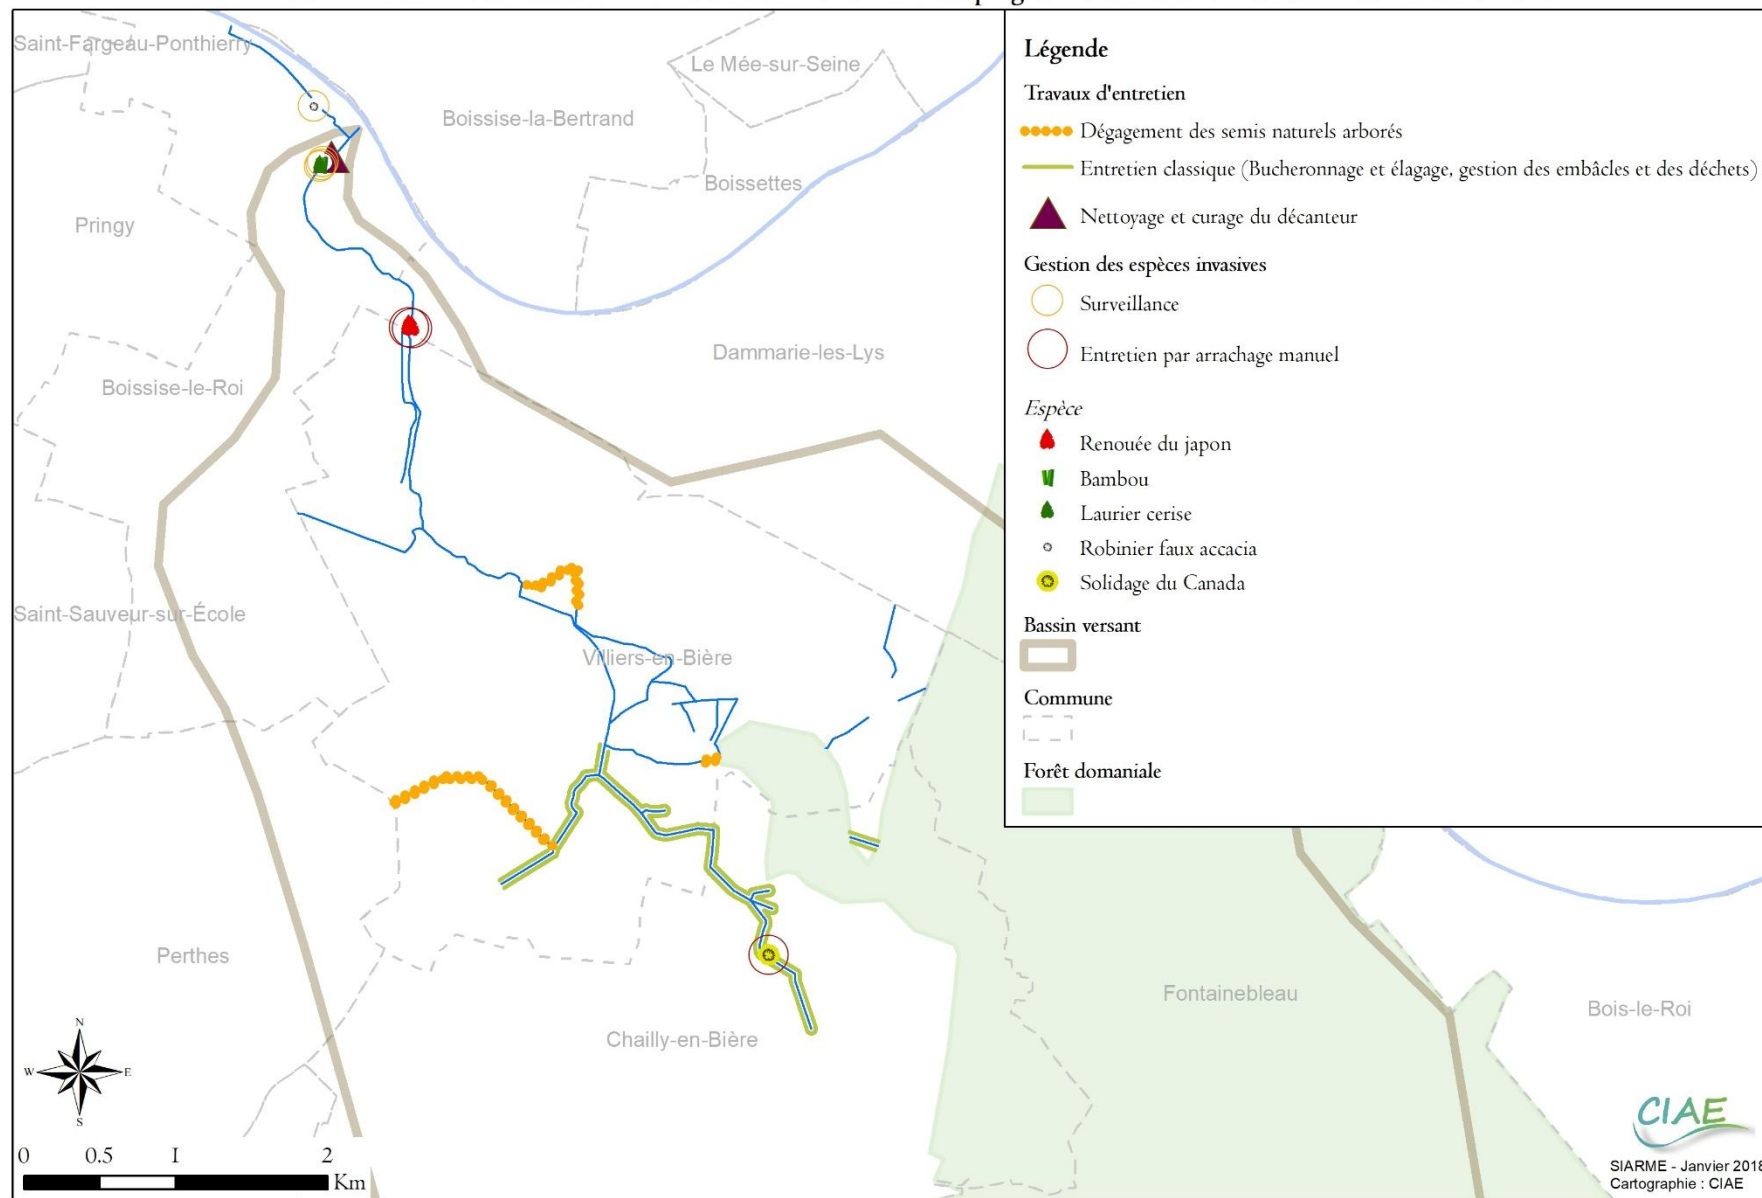 Saint-Fargeau-Ponthierry
Le Mée-sur-Seine
Boissise-la-Bertrand
Boissettes
Pringy
Dammarie-les-Lys
Boissise-le-Roi
Saint-Sauveur-sur-École
Villiers-en-Bière
Perthes
Chailly-en-Bière
Fontainebleau
Bois-le-Roi
Légende
Travaux d'entretien
Dégagement des semis naturels arborés
Entretien classique (Bucheronnage et élagage, gestion des embâcles et des déchets)
Nettoyage et curage du décanteur
Gestion des espèces invasives
Surveillance
Entretien par arrachage manuel
Espèce
Renouée du japon
Bambou
Laurier cerise
Robinier faux accacia
Solidage du Canada
Bassin versant
Commune
Forêt domaniale
N
W E
S
0 0.5 1 2
Km
CIAE
SIARME - Janvier 2018
Cartographie : CIAE